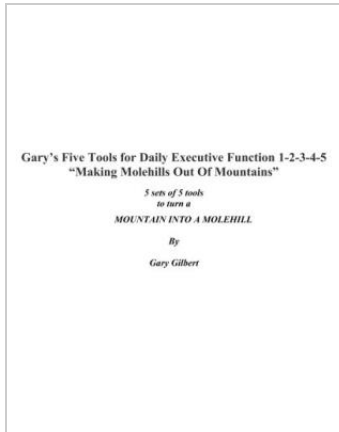 Gary's Five Tools for Daily Executive Function 1-2-3-4-5
“Making Molehills Out Of Mountains”
5 sets of 5 tools
to turn a
MOUNTAIN INTO A MOLEHILL
By
Gary Gilbert